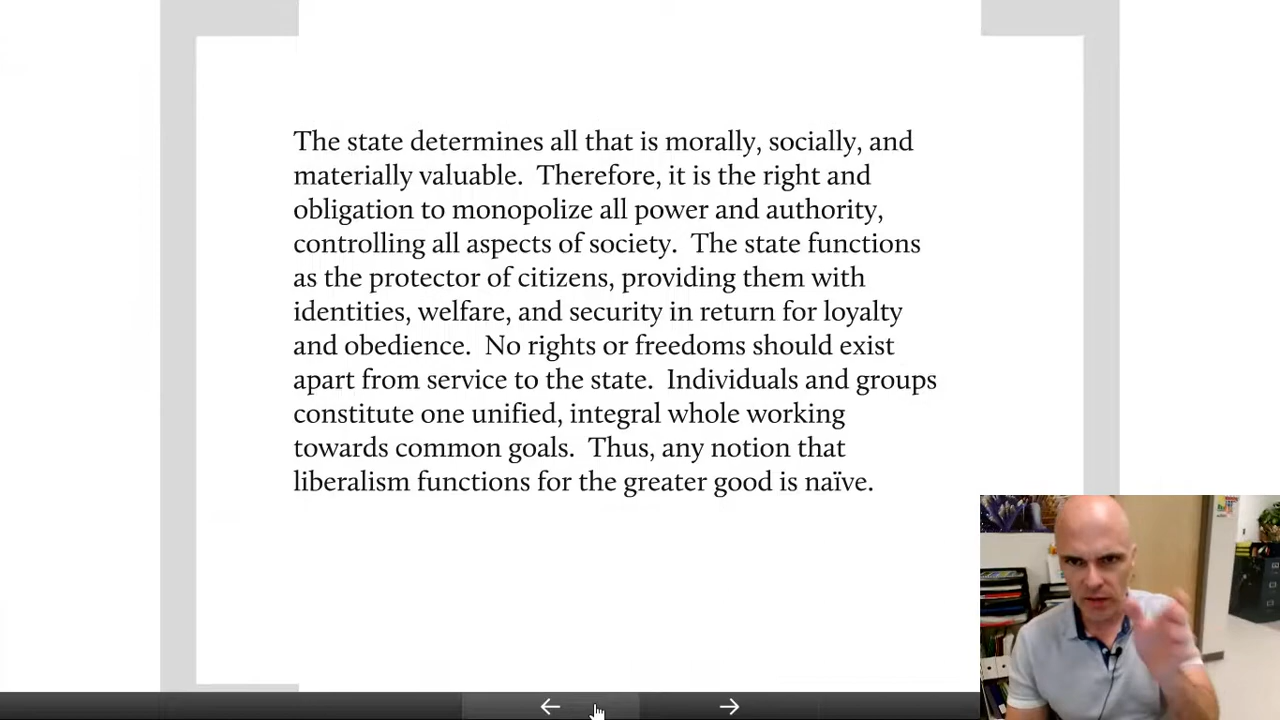 The state determines all that is morally, socially, and
materially valuable.  Therefore, it is the right and
obligation to monopolize all power and authority,
controlling all aspects of society.  The state functions
as the protector of citizens, providing them with
identities, welfare, and security in return for loyalty
and obedience.  No rights or freedoms should exist
apart from service to the state.  Individuals and groups
constitute one unified, integral whole working
towards common goals.  Thus, any notion that
liberalism functions for the greater good is naïve.